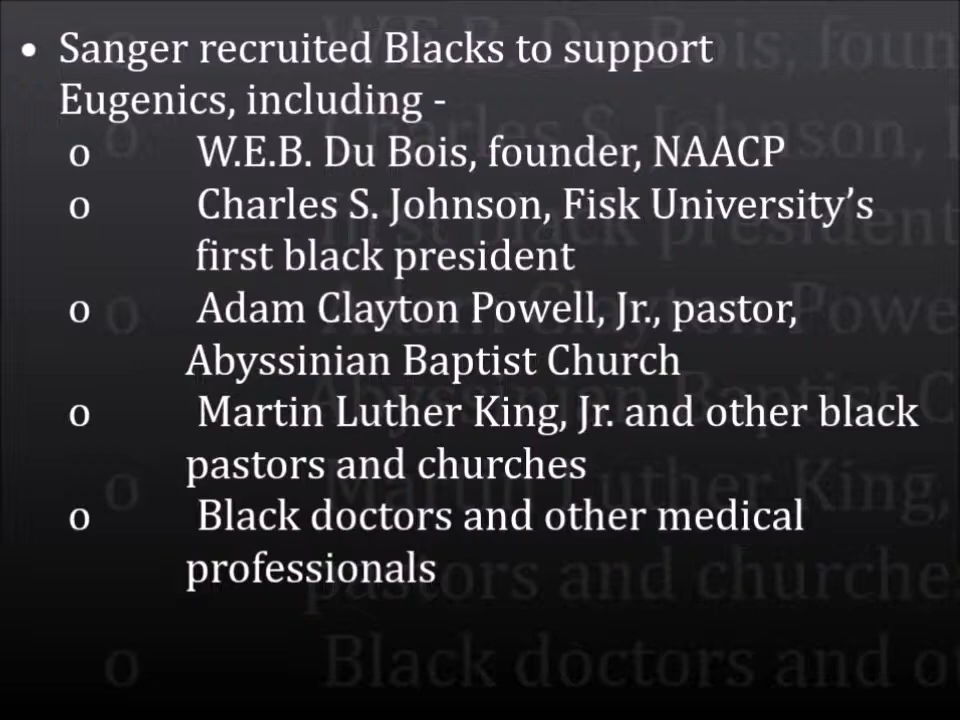 • Sanger recruited Blacks to support
Eugenics, including -
o W.E.B. Du Bois, founder, NAACP
o Charles S. Johnson, Fisk University’s
first black president
o Adam Clayton Powell, Jr., pastor,
Abyssinian Baptist Church
o Martin Luther King, Jr. and other black
pastors and churches
o Black doctors and other medical
professionals